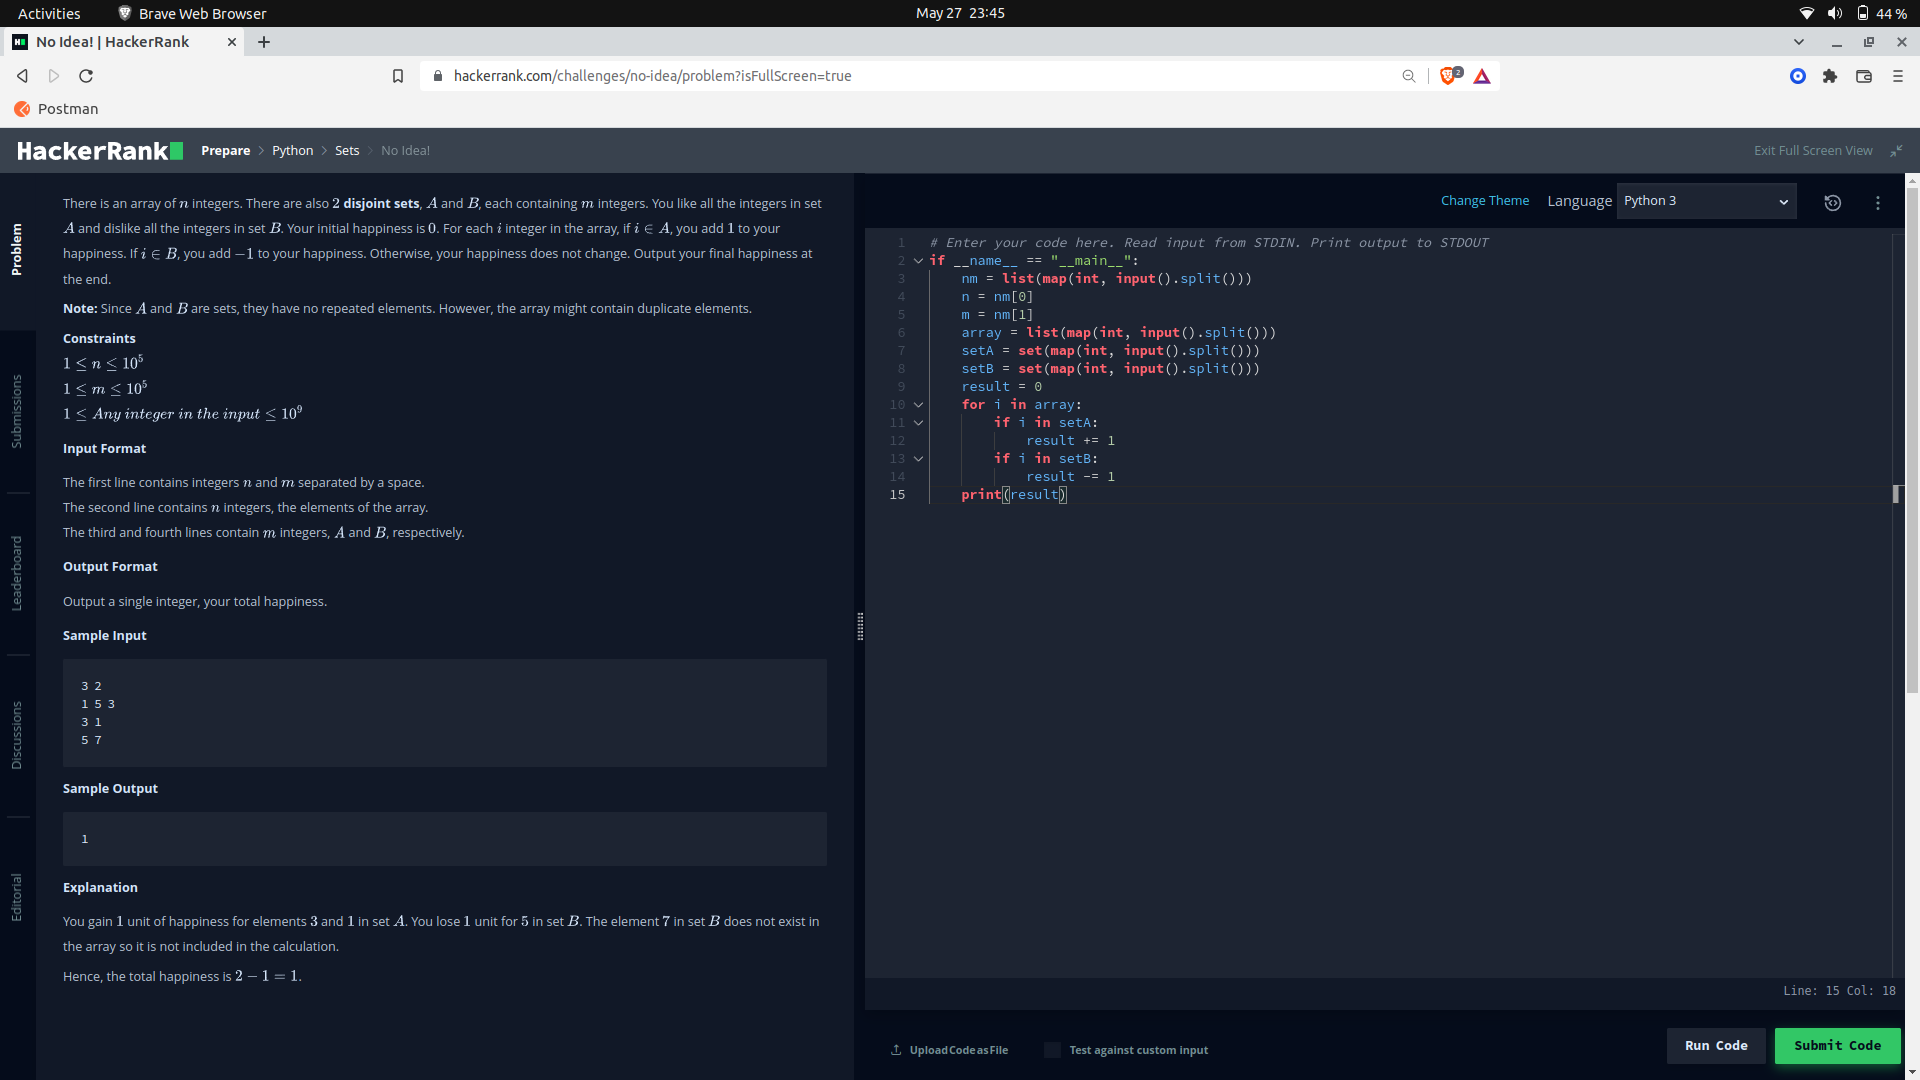 Activities
Brave Web Browser
May 27 23:45
44 %
No Idea! | HackerRank
hackerrank.com/challenges/no-idea/problem?isFullScreen=true
2
Postman
HackerRank
Prepare > Python > Sets > No Idea!
Exit Full Screen View
Problem
Submissions
Leaderboard
Discussions
Editorial
There is an array of n integers. There are also 2 disjoint sets, A and B, each containing m integers. You like all the integers in set
A and dislike all the integers in set B. Your initial happiness is 0. For each i integer in the array, if i ∈ A, you add 1 to your
happiness. If i ∈ B, you add −1 to your happiness. Otherwise, your happiness does not change. Output your final happiness at
the end.
Note: Since A and B are sets, they have no repeated elements. However, the array might contain duplicate elements.
Constraints
1 ≤ n ≤ 10⁵
1 ≤ m ≤ 10⁵
1 ≤ Any integer in the input ≤ 10⁹
Input Format
The first line contains integers n and m separated by a space.
The second line contains n integers, the elements of the array.
The third and fourth lines contain m integers, A and B, respectively.
Output Format
Output a single integer, your total happiness.
Sample Input
3 2
1 5 3
3 1
5 7
Sample Output
1
Explanation
You gain 1 unit of happiness for elements 3 and 1 in set A. You lose 1 unit for 5 in set B. The element 7 in set B does not exist in
the array so it is not included in the calculation.
Hence, the total happiness is 2 − 1 = 1.
Change Theme
Language
Python 3
1 # Enter your code here. Read input from STDIN. Print output to STDOUT
2 if __name__ == "__main__":
3     nm = list(map(int, input().split()))
4     n = nm[0]
5     m = nm[1]
6     array = list(map(int, input().split()))
7     setA = set(map(int, input().split()))
8     setB = set(map(int, input().split()))
9     result = 0
10     for i in array:
11         if i in setA:
12             result += 1
13         if i in setB:
14             result -= 1
15     print(result)
Line: 15 Col: 18
Upload Code as File
Test against custom input
Run Code
Submit Code